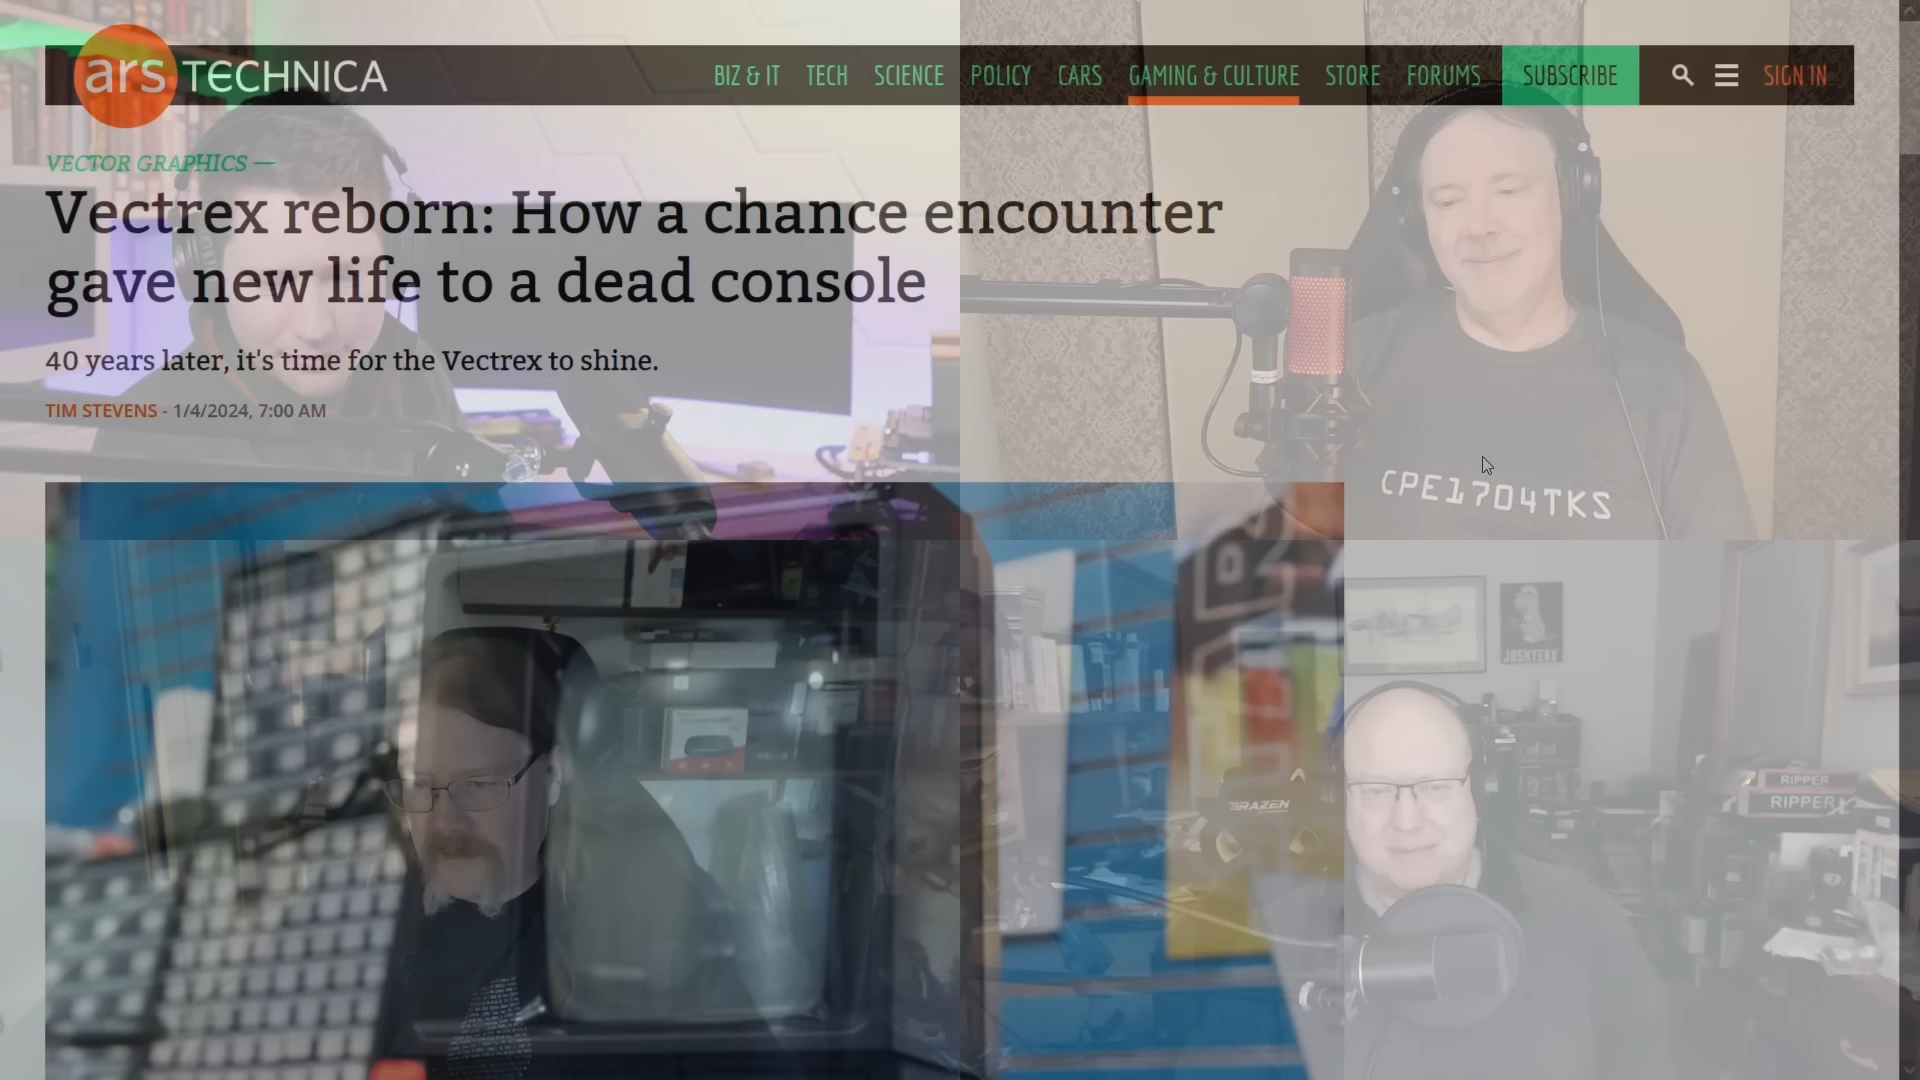 ars TECHNICA
BIZ & IT TECH SCIENCE POLICY CARS GAMING & CULTURE STORE FORUMS SUBSCRIBE SIGN IN
VECTOR GRAPHICS —
Vectrex reborn: How a chance encounter
gave new life to a dead console
40 years later, it's time for the Vectrex to shine.
TIM STEVENS - 1/4/2024, 7:00 AM
CPE1704TKS
JOSHTEVK
RIPPER
RIPPER
BRAZEN